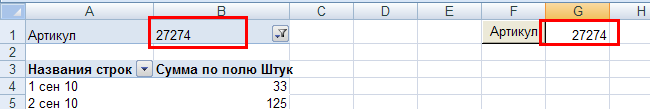 A B C D E F G H
1 Артикул 27274 Артикул 27274
2
3 Названия строк Сумма по полю Штук
4 1 сен 10 33
5 2 сен 10 125